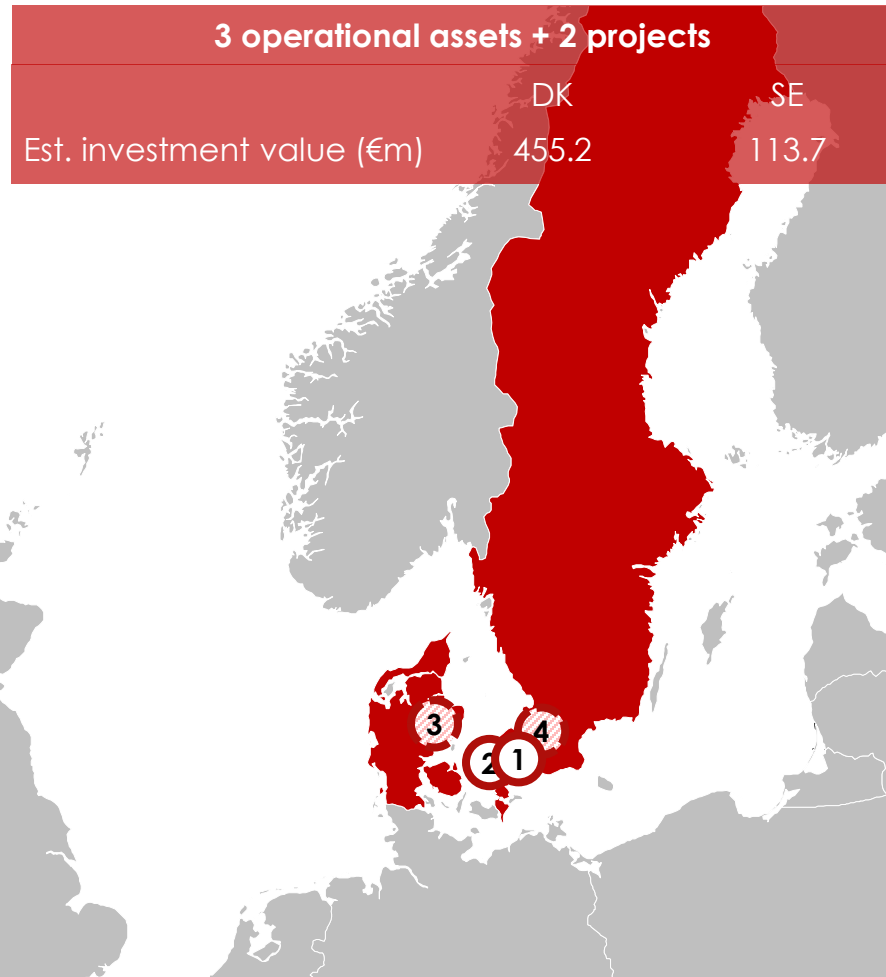 3 operational assets + 2 projects
DK SE
Est. investment value (€m) 455.2 113.7
3
4
2
1